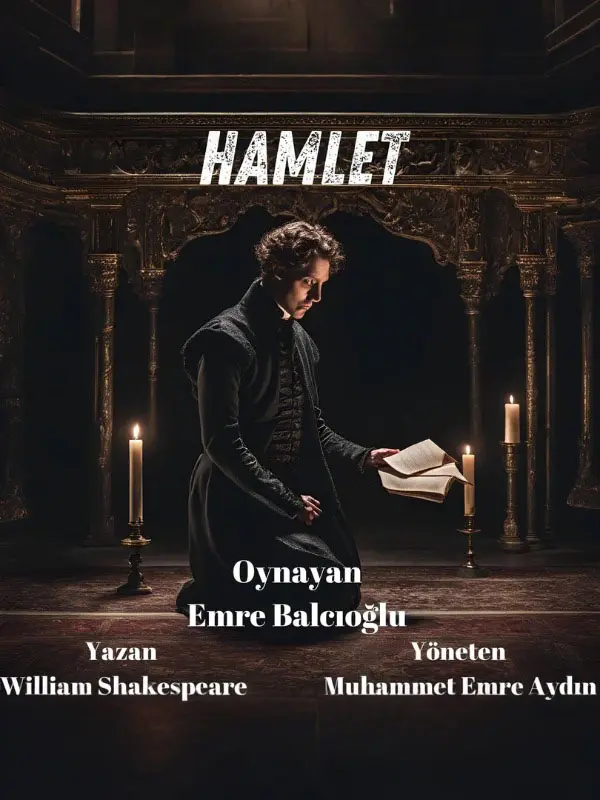 HAMLET
Oynayan
Emre Balcıoğlu
Yazan
William Shakespeare
Yöneten
Muhammet Emre Aydın